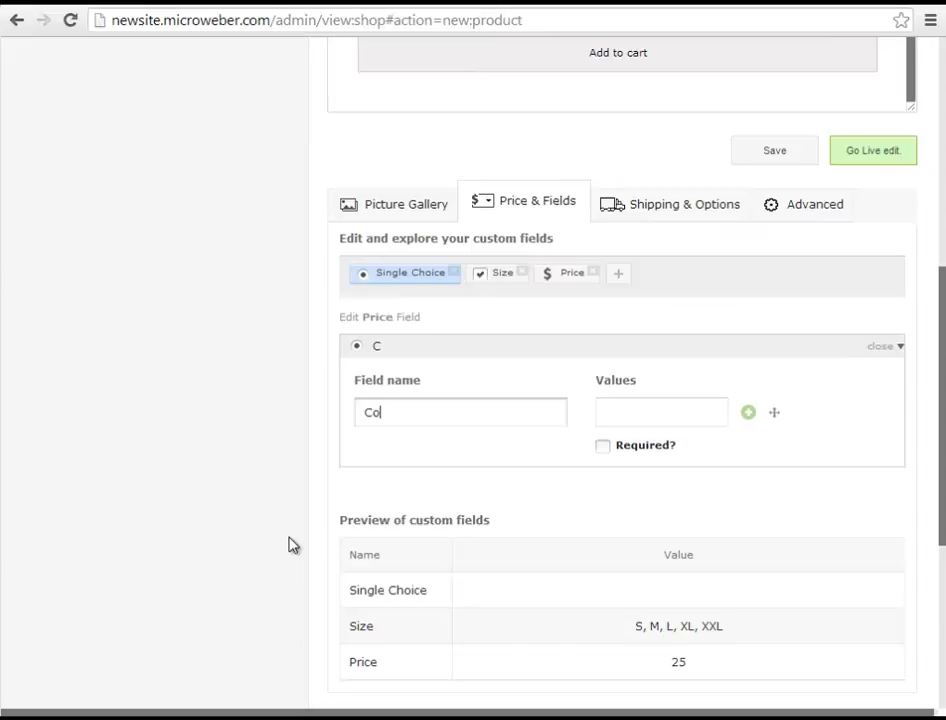 newsite.microweber.com/admin/view:shop#action=new:product
Add to cart
Save Go Live edit.
Picture Gallery $ Price & Fields Shipping & Options Advanced
Edit and explore your custom fields
Single Choice Size $ Price +
Edit Price Field
C close
Field name Values
Co
Required?
Preview of custom fields
Name Value
Single Choice
Size S, M, L, XL, XXL
Price 25